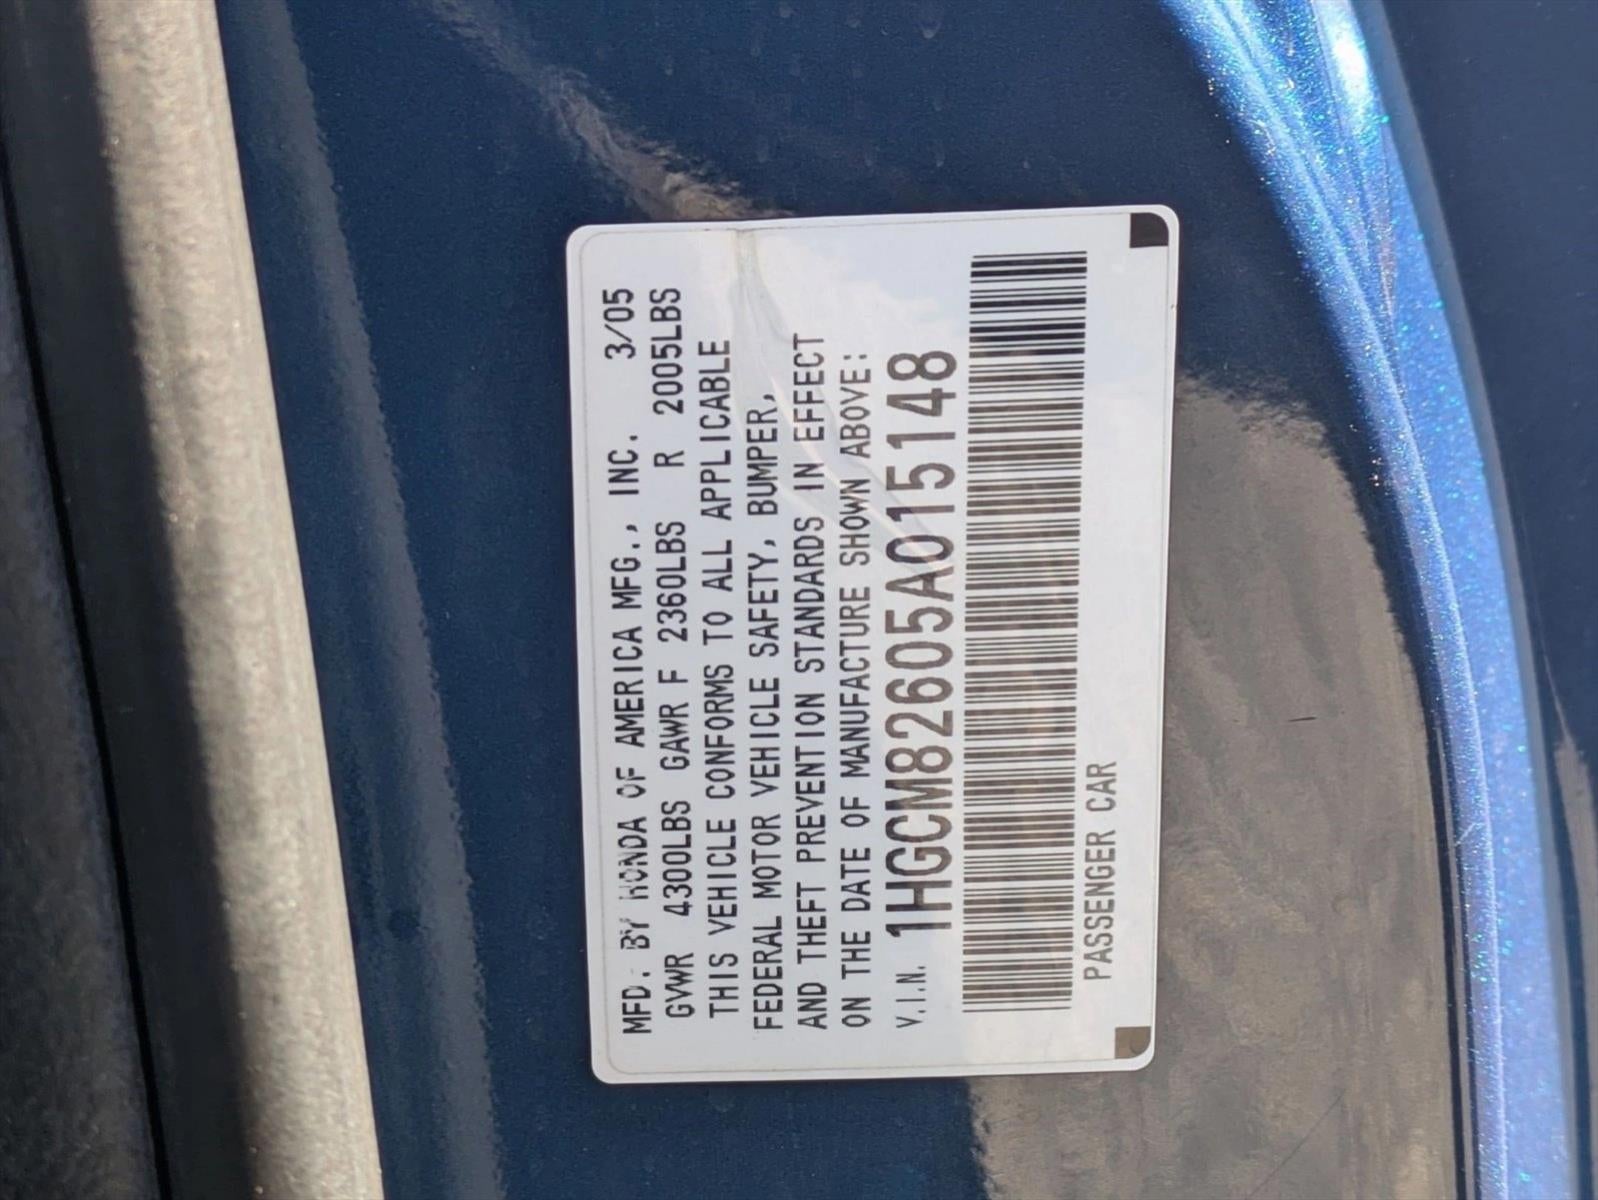 MFD. BY HONDA OF AMERICA MFG., INC. 3/05
GVWR 4300LBS GAWR F 2360LBS R 2005LBS
THIS VEHICLE CONFORMS TO ALL APPLICABLE
FEDERAL MOTOR VEHICLE SAFETY, BUMPER,
AND THEFT PREVENTION STANDARDS IN EFFECT
ON THE DATE OF MANUFACTURE SHOWN ABOVE:
V.I.N. 1HGCM82605A015148
PASSENGER CAR